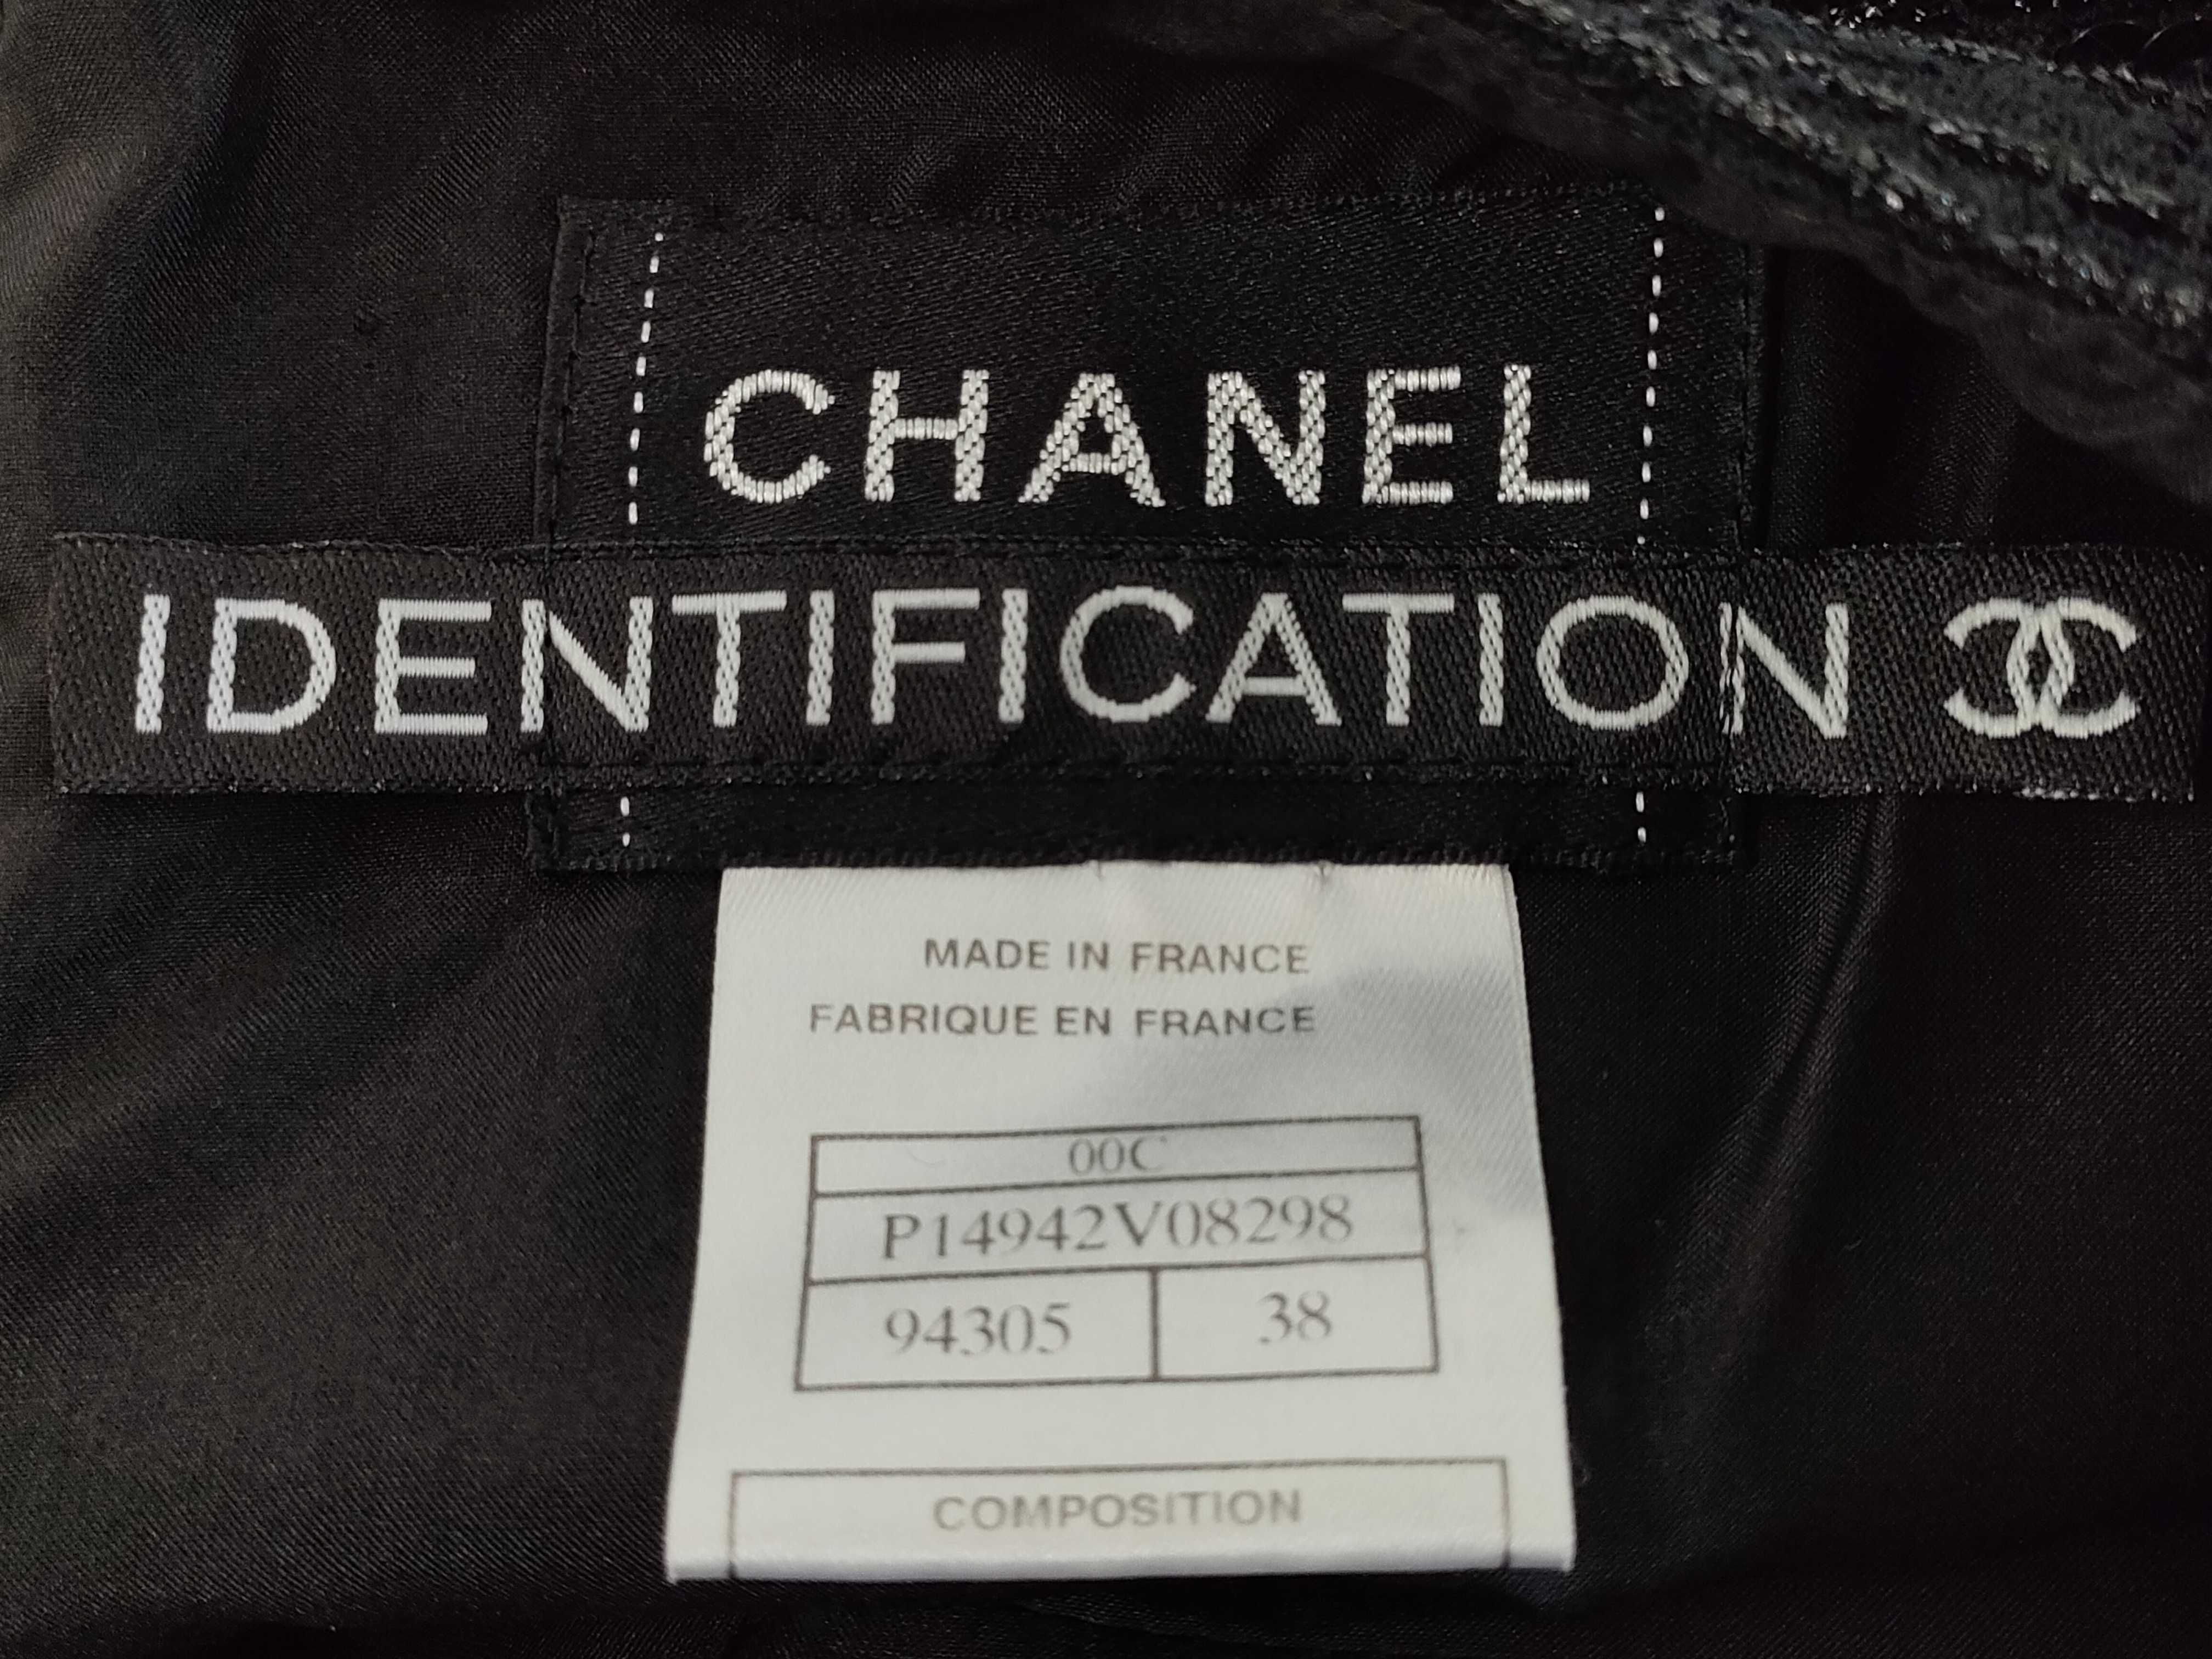 CHANEL
IDENTIFICATION
MADE IN FRANCE
FABRIQUE EN FRANCE
00C
P14942V08298
94305 38
COMPOSITION